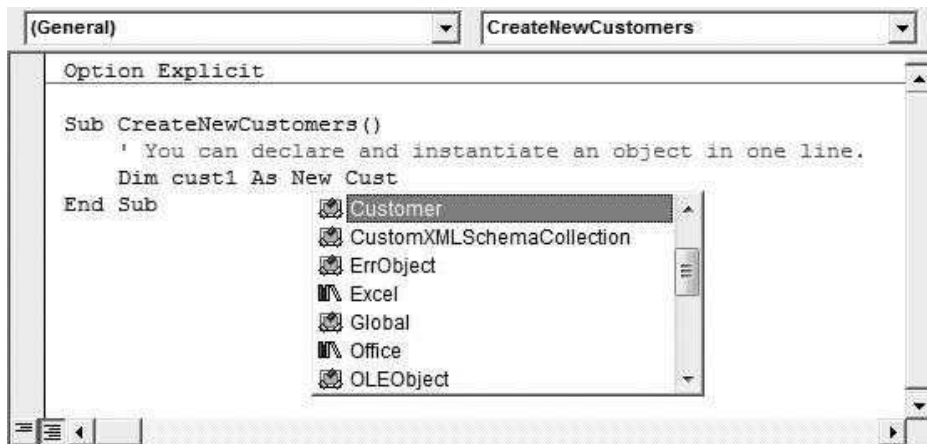 (General) CreateNewCustomers
Option Explicit
Sub CreateNewCustomers()
' You can declare and instantiate an object in one line.
Dim cust1 As New Cust
End Sub
Customer
CustomXMLSchemaCollection
ErrObject
Excel
Global
Office
OLEObject